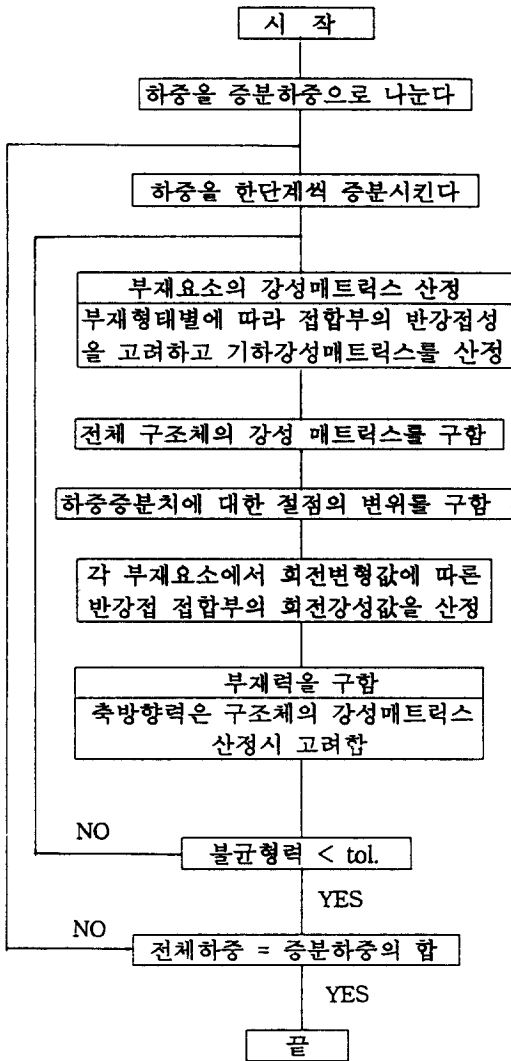 시 작
하중을 증분하중으로 나눈다
하중을 한단계씩 증분시킨다
부재요소의 강성매트릭스 산정
부재형태별에 따라 접합부의 반강접성
을 고려하고 기하강성매트릭스를 산정
전체 구조체의 강성 매트릭스를 구함
하중증분치에 대한 절점의 변위를 구함
각 부재요소에서 회전변형값에 따른
반강접 접합부의 회전강성값을 산정
부재력을 구함
축방향력은 구조체의 강성매트릭스
산정시 고려함
NO
불균형력 < tol.
YES
NO
전체하중 = 증분하중의 합
YES
끝